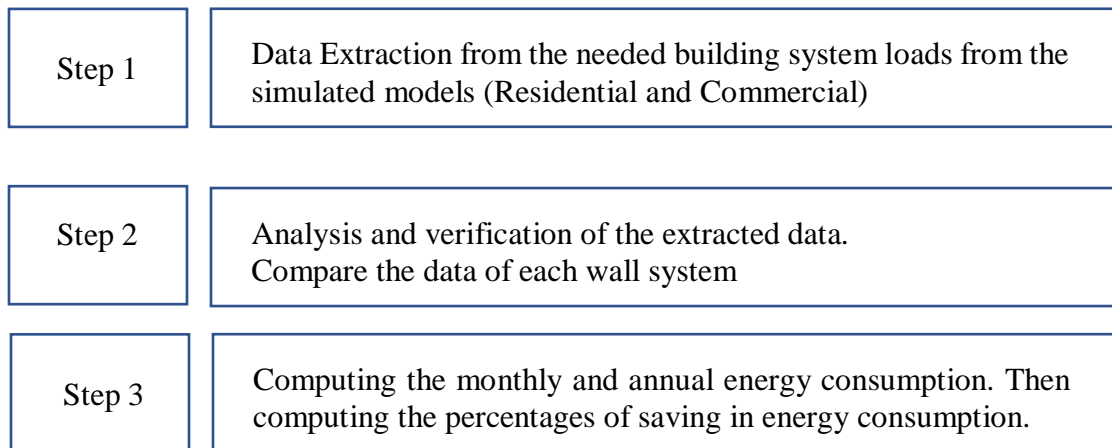 Step 1
Data Extraction from the needed building system loads from the
simulated models (Residential and Commercial)
Step 2
Analysis and verification of the extracted data.
Compare the data of each wall system
Step 3
Computing the monthly and annual energy consumption. Then
computing the percentages of saving in energy consumption.